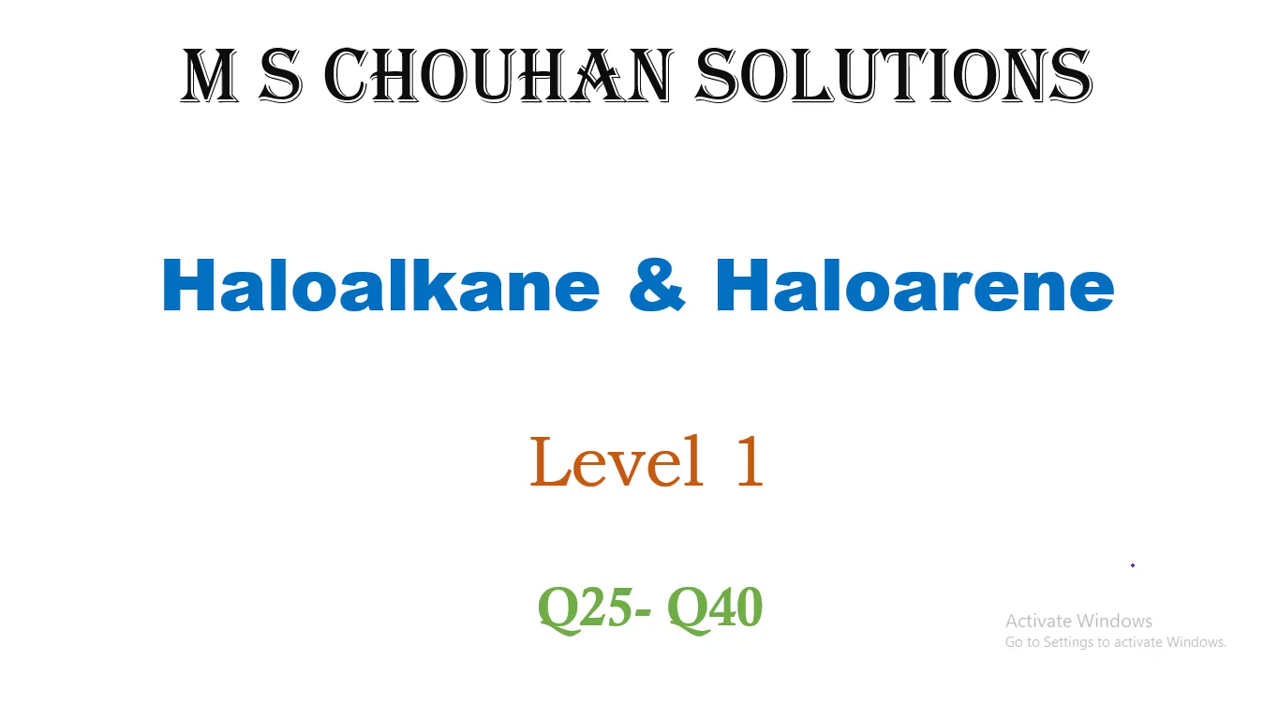 M S CHOUHAN SOLUTIONS
Haloalkane & Haloarene
Level 1
Q25- Q40
Activate Windows
Go to Settings to activate Windows.